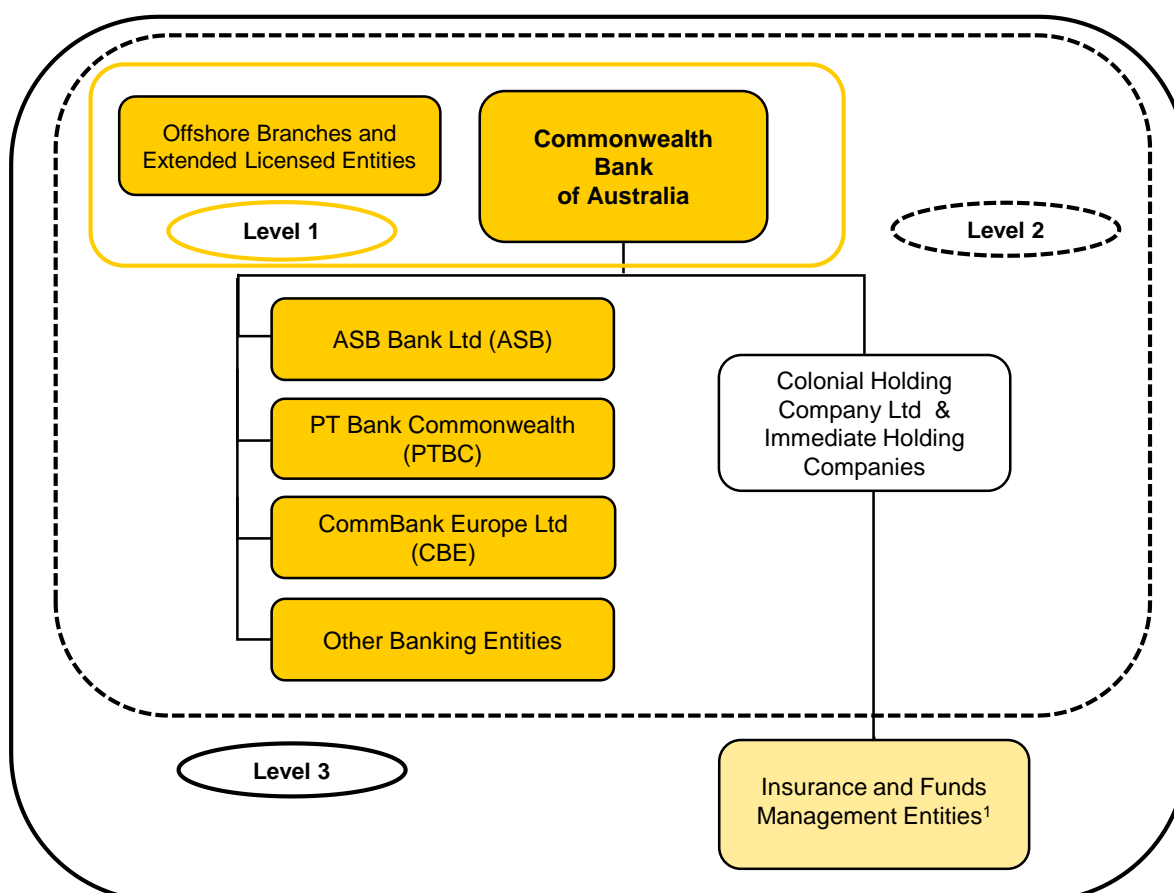 Offshore Branches and
Extended Licensed Entities
Commonwealth
Bank
of Australia
Level 1
Level 2
ASB Bank Ltd (ASB)
PT Bank Commonwealth
(PTBC)
CommBank Europe Ltd
(CBE)
Other Banking Entities
Colonial Holding
Company Ltd & 
Immediate Holding
Companies
Level 3
Insurance and Funds
Management Entities¹